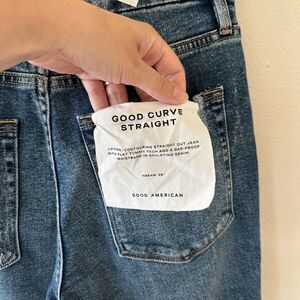 GOOD CURVE
STRAIGHT
LIFTING, CONTOURING STRAIGHT CUT JEAN
WITH FLAT TUMMY TECH AND A GAP-PROOF
WAISTBAND IN SCULPTING DENIM
INSEAM:
GOOD AMERICAN